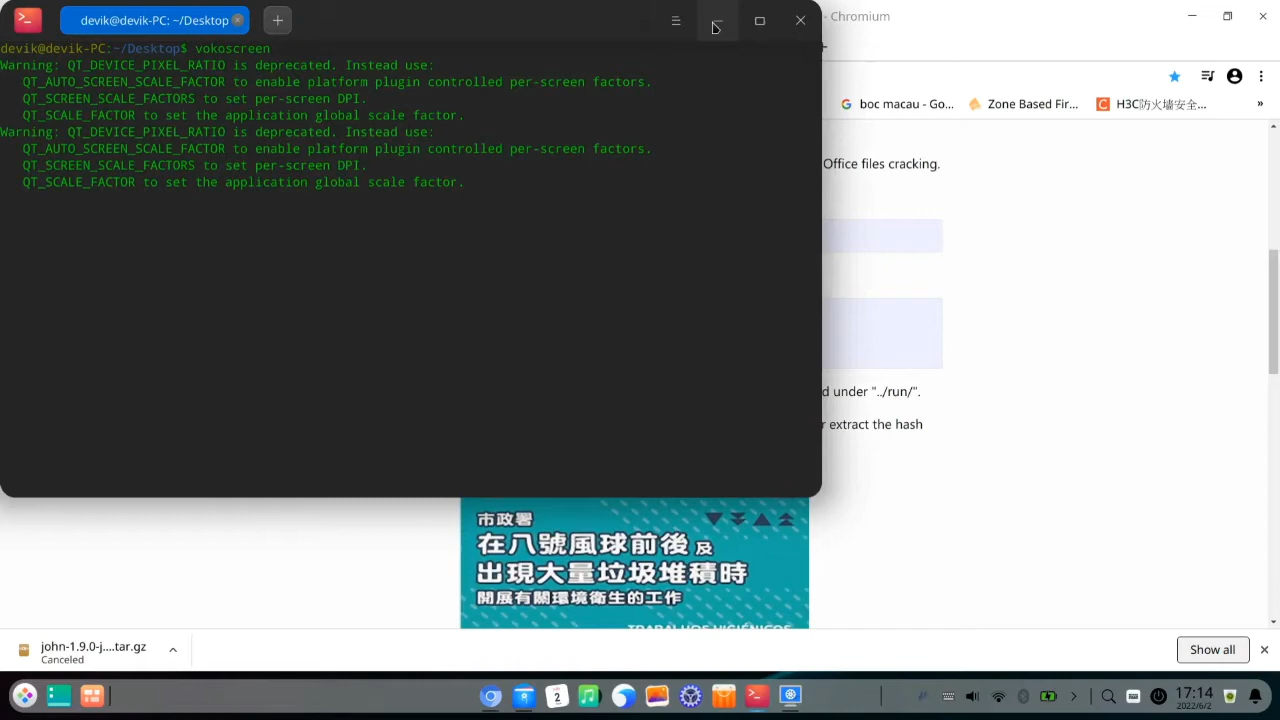 devik@devik-PC: ~/Desktop
- Chromium
devik@devik-PC:~/Desktop$ vokoscreen
Warning: QT_DEVICE_PIXEL_RATIO is deprecated. Instead use:
QT_AUTO_SCREEN_SCALE_FACTOR to enable platform plugin controlled per-screen factors.
QT_SCREEN_SCALE_FACTORS to set per-screen DPI.
QT_SCALE_FACTOR to set the application global scale factor.
Warning: QT_DEVICE_PIXEL_RATIO is deprecated. Instead use:
QT_AUTO_SCREEN_SCALE_FACTOR to enable platform plugin controlled per-screen factors.
QT_SCREEN_SCALE_FACTORS to set per-screen DPI.
QT_SCALE_FACTOR to set the application global scale factor.
boc macau - Go...
Zone Based Fir...
H3C防火墙安全...
»
Office files cracking.
d under "../run/".
r extract the hash
市政署
在八號風球前後及
出現大量垃圾堆積時
開展有關環境衛生的工作
TRABALHOS HIGIÉNICOS
john-1.9.0-j....tar.gz
Canceled
Show all
2
17:14
2022/6/2